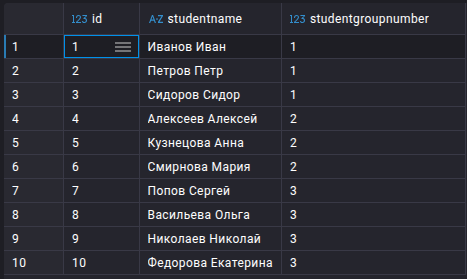 123 id A-Z studentname 123 studentgroupnumber
1 1 Иванов Иван 1
2 2 Петров Петр 1
3 3 Сидоров Сидор 1
4 4 Алексеев Алексей 2
5 5 Кузнецова Анна 2
6 6 Смирнова Мария 2
7 7 Попов Сергей 3
8 8 Васильева Ольга 3
9 9 Николаев Николай 3
10 10 Федорова Екатерина 3